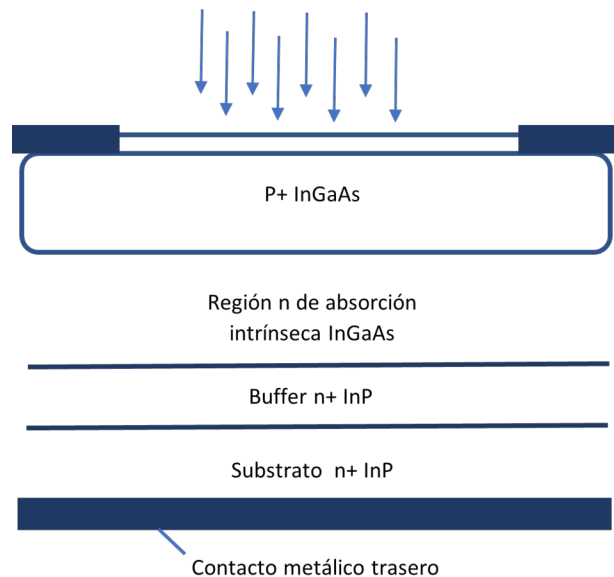 P+ InGaAs
Región n de absorción
intrínseca InGaAs
Buffer n+ InP
Substrato  n+ InP
Contacto metálico trasero